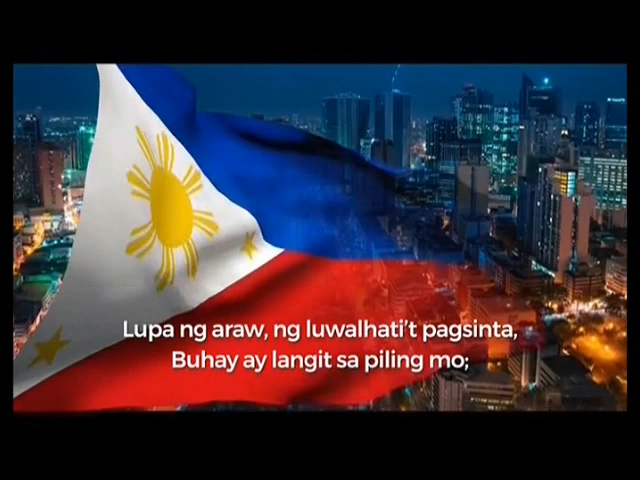 Lupa ng araw, ng luwalhati't pagsinta,
Buhay ay langit sa piling mo;